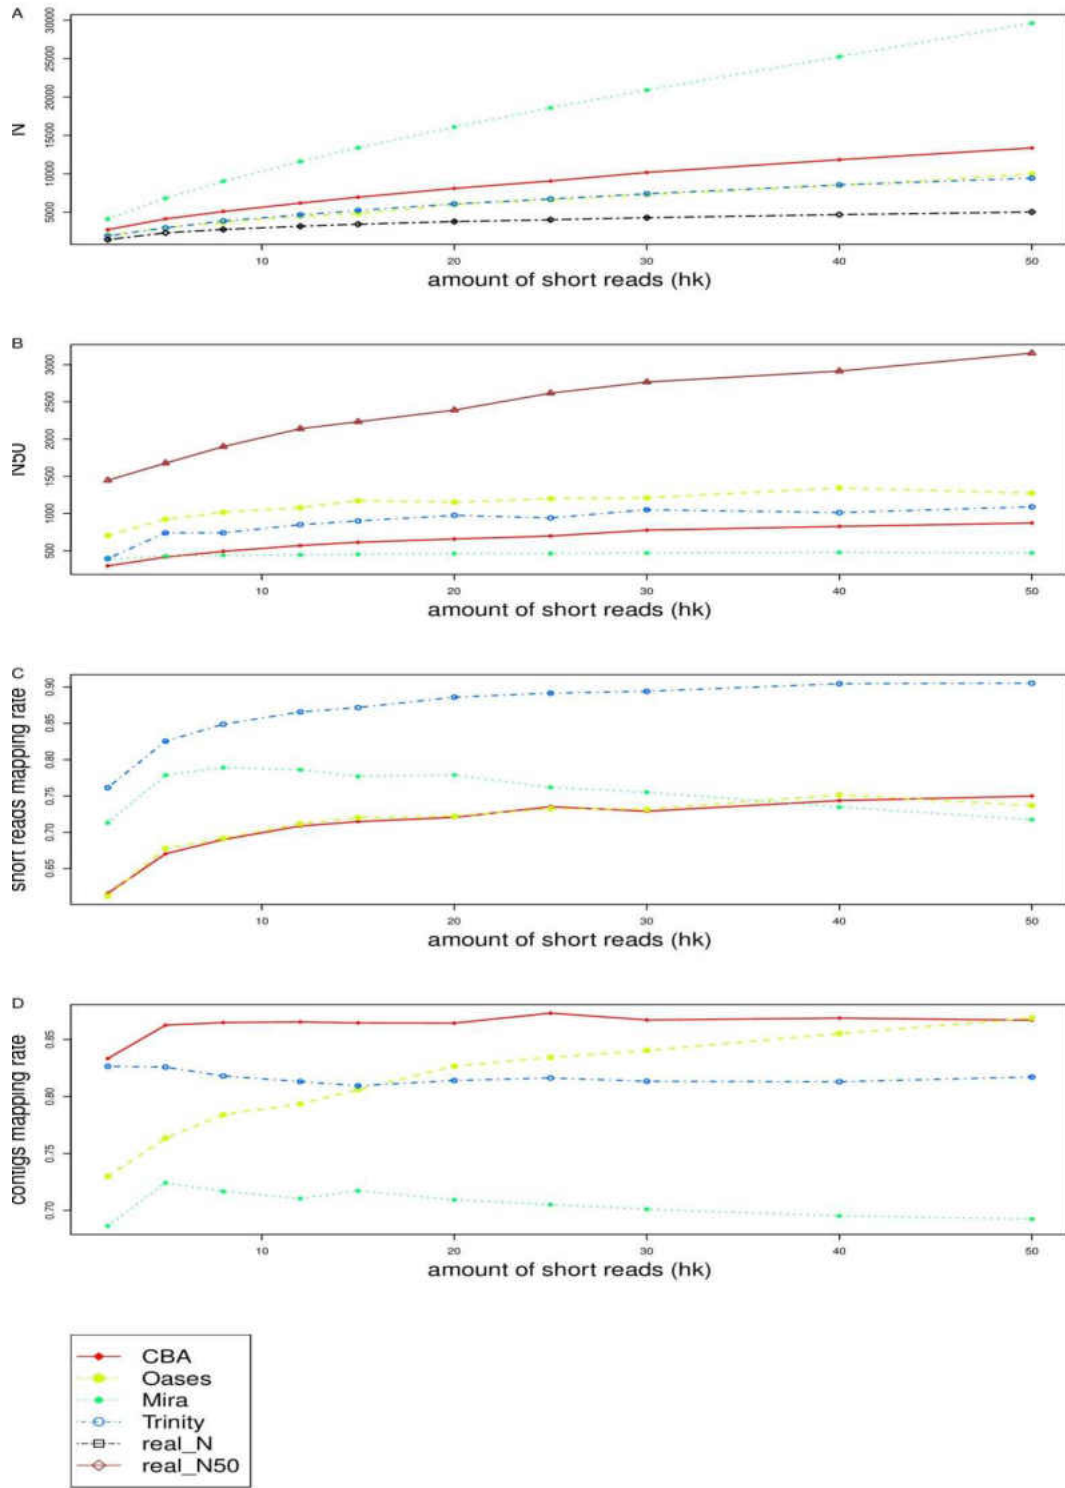 A
N
30000
25000
20000
15000
10000
5000
10 20 30 40 50
amount of short reads (hk)
B
N50
3000
2500
2000
1500
1000
500
10 20 30 40 50
amount of short reads (hk)
C
short reads mapping rate
0.90
0.85
0.80
0.75
0.70
0.65
10 20 30 40 50
amount of short reads (hk)
D
contigs mapping rate
0.85
0.80
0.75
0.70
10 20 30 40 50
amount of short reads (hk)
CBA
Oases
Mira
Trinity
real_N
real_N50